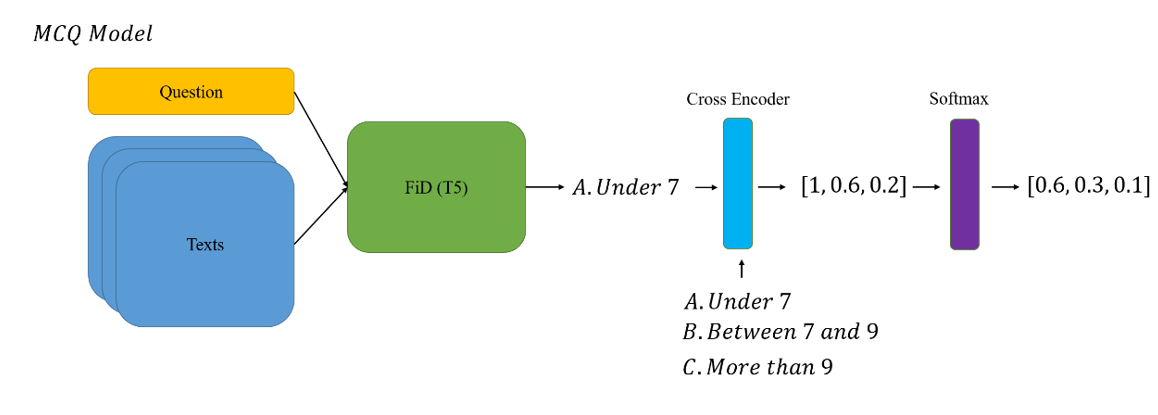 MCQ Model
Question
Texts
FiD (T5)
A. Under 7
Cross Encoder
A. Under 7
B. Between 7 and 9
C. More than 9
[1, 0.6, 0.2]
Softmax
[0.6, 0.3, 0.1]